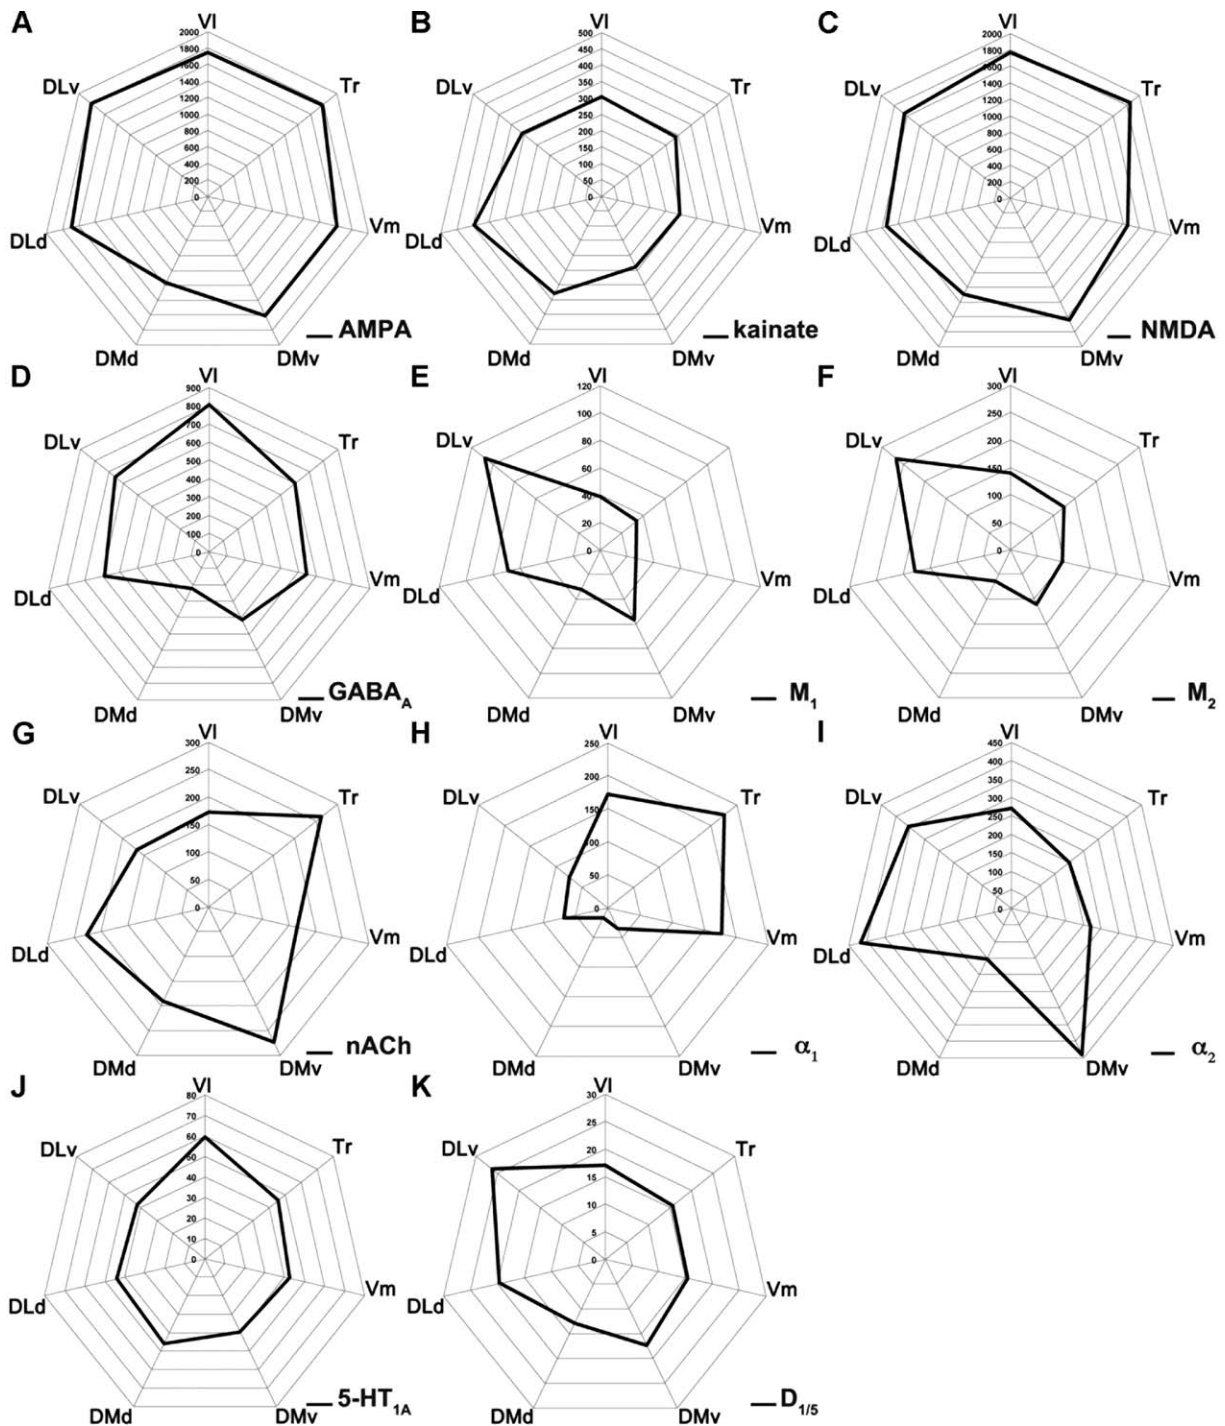 A
Vl
2000
1800
1600
1400
1200
1000
800
600
400
200
0
Tr
Vm
DMv
DMd
DLd
DLv
AMPA
B
Vl
500
450
400
350
300
250
200
150
100
50
0
Tr
Vm
DMv
DMd
DLd
DLv
kainate
C
Vl
2000
1800
1600
1400
1200
1000
800
600
400
200
0
Tr
Vm
DMv
DMd
DLd
DLv
NMDA
D
Vl
900
800
700
600
500
400
300
200
100
0
Tr
Vm
DMv
DMd
DLd
DLv
GABA_A
E
Vl
120
100
80
60
40
20
0
Vm
DMv
DMd
DLd
DLv
M₁
F
Vl
300
250
200
150
100
50
0
Tr
Vm
DMv
DMd
DLd
DLv
M₂
G
Vl
300
250
200
150
100
50
0
Tr
Vm
DMv
DMd
DLd
DLv
nACh
H
Vl
250
200
150
100
50
0
Tr
Vm
DMv
DMd
DLd
DLv
α₁
I
Vl
450
400
350
300
250
200
150
100
50
0
Tr
Vm
DMv
DMd
DLd
DLv
α₂
J
Vl
80
70
60
50
40
30
20
10
0
Tr
Vm
DMv
DMd
DLd
DLv
5-HT₁A
K
Vl
30
25
20
15
10
5
0
Tr
Vm
DMv
DMd
DLd
DLv
D₁/₅